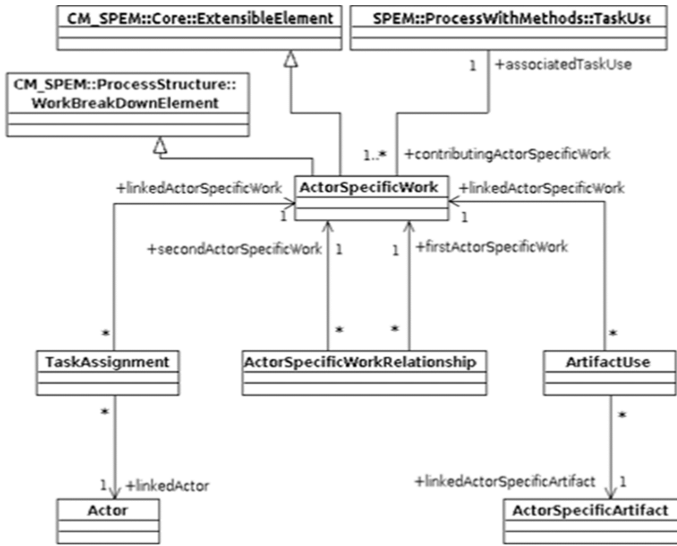 CM_SPEM::Core::ExtensibleElement
SPEM::ProcessWithMethods::TaskUse
1
+associatedTaskUse
CM_SPEM::ProcessStructure::
WorkBreakDownElement
1..*
+contributingActorSpecificWork
+linkedActorSpecificWork
ActorSpecificWork
+linkedActorSpecificWork
1
1
+secondActorSpecificWork
1
1
+firstActorSpecificWork
*
*
*
*
TaskAssignment
ActorSpecificWorkRelationship
ArtifactUse
*
*
1
+linkedActor
+linkedActorSpecificArtifact
1
Actor
ActorSpecificArtifact